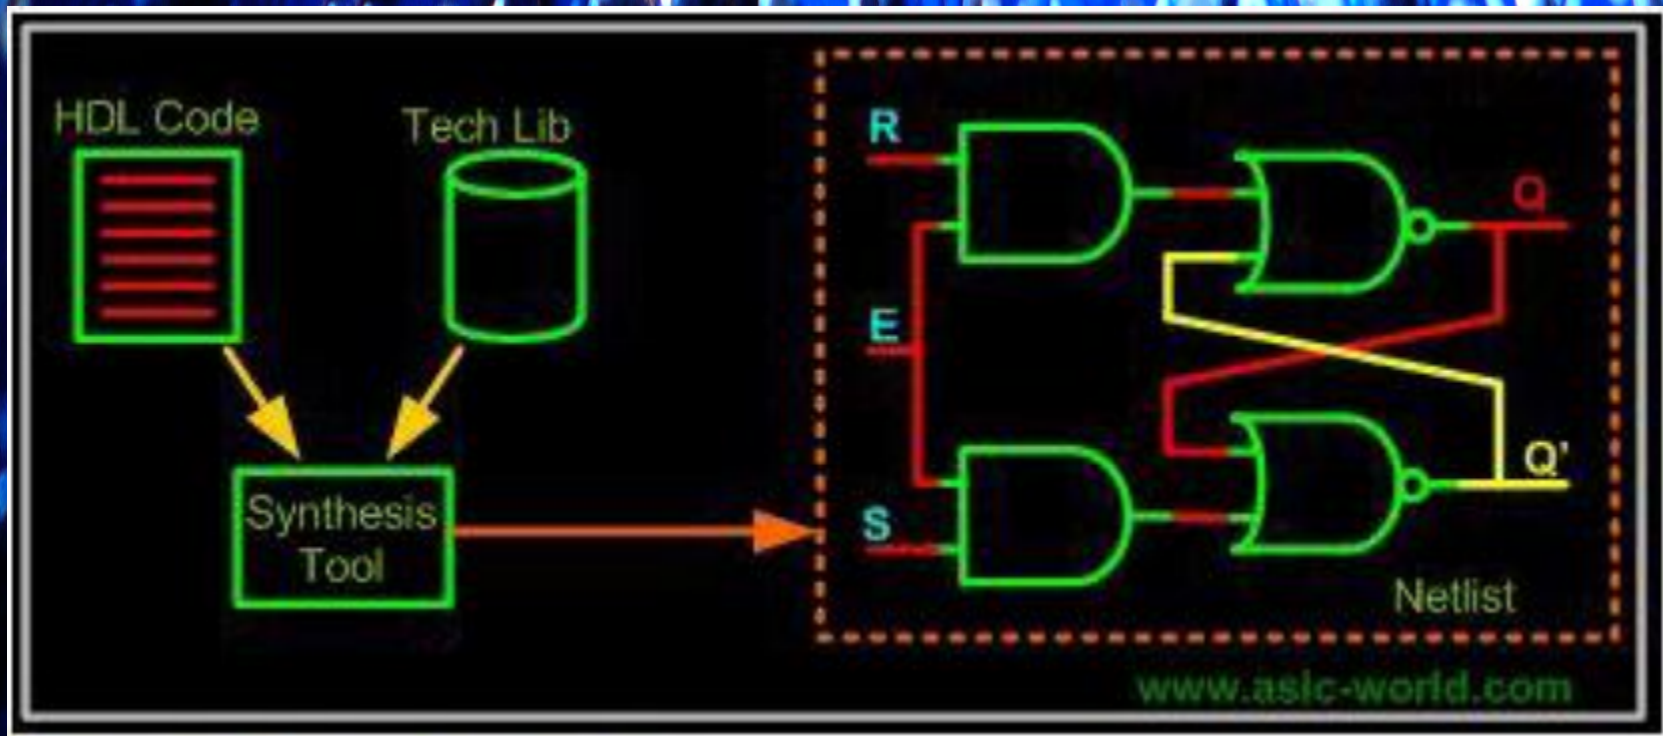 HDL Code
Tech Lib
Synthesis
Tool
R
E
S
Q
Q'
Netlist
www.asic-world.com